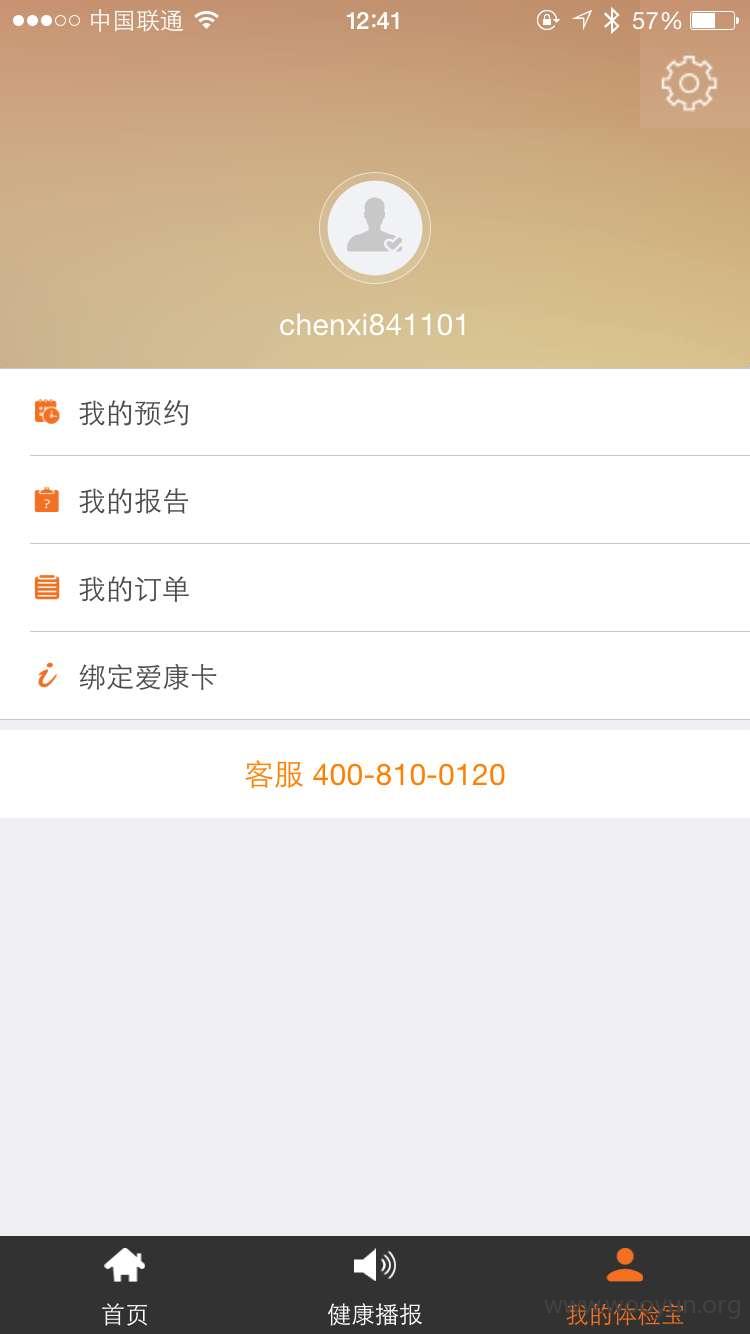 中国联通 12:41 57%
chenxi841101
我的预约
我的报告
我的订单
绑定爱康卡
客服 400-810-0120
首页 健康播报 我的体检宝
www.wooyun.org